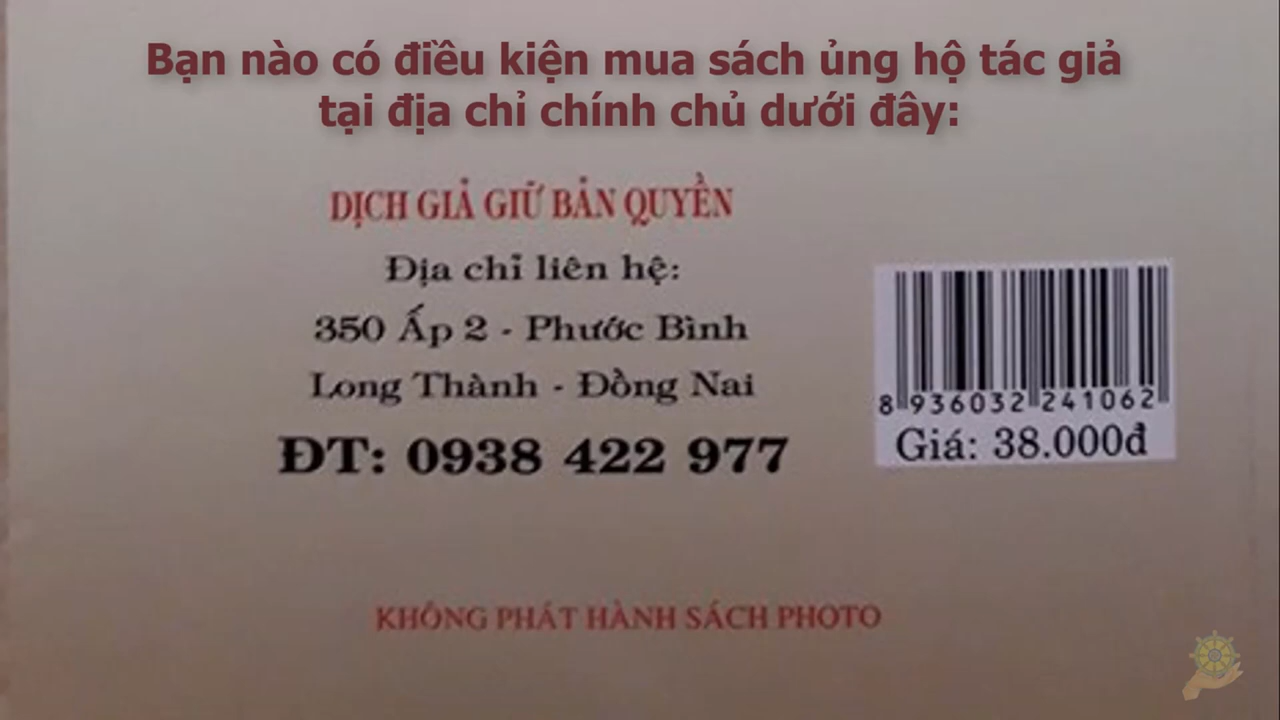 Bạn nào có điều kiện mua sách ủng hộ tác giả
tại địa chỉ chính chủ dưới đây:
DỊCH GIẢ GIỮ BẢN QUYỀN
Địa chỉ liên hệ:
350 Ấp 2 - Phước Bình
Long Thành - Đồng Nai
ĐT: 0938 422 977
8 936032 241062
Giá: 38.000đ
KHÔNG PHÁT HÀNH SÁCH PHOTO